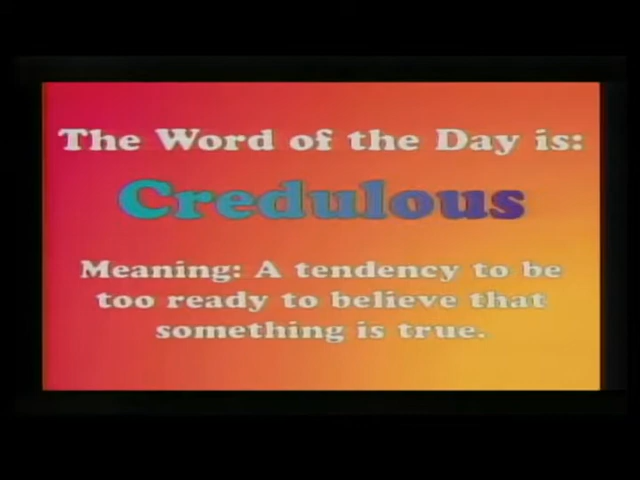 The Word of the Day is:
Credulous
Meaning: A tendency to be
too ready to believe that
something is true.